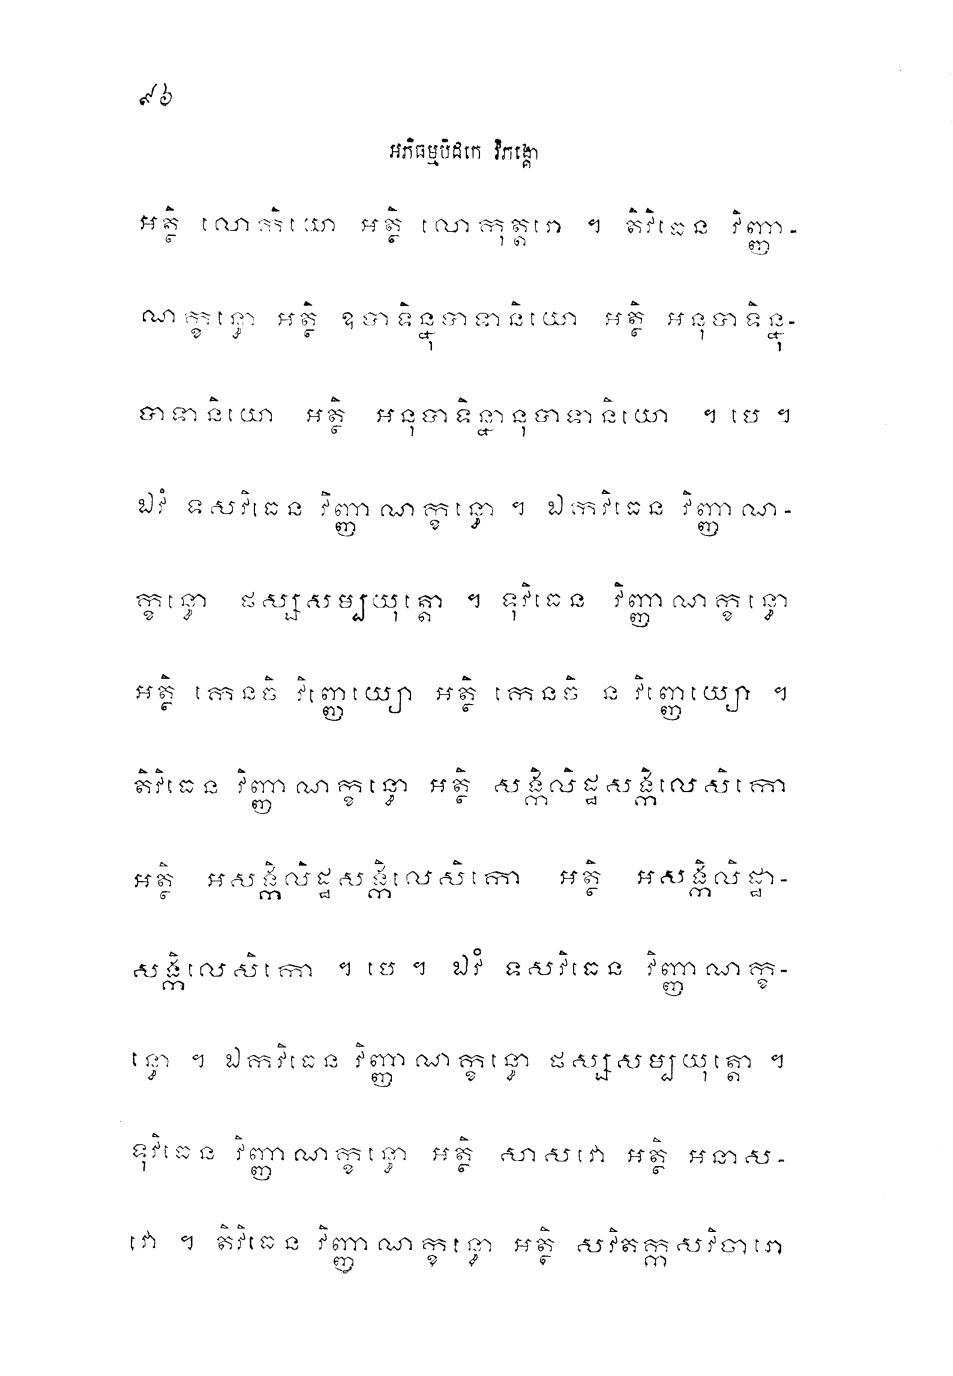 ៩៦
អភិធម្មបិដកេ វិភង្គោ
អត្ថិ លោកិយោ អត្ថិ លោកុត្តរោ ។ តិវិធេន វិញ្ញា-
ណក្ខន្ធោ អត្ថិ ឧបាទិន្នុបាទានិយោ អត្ថិ អនុបាទិន្នុ-
បាទានិយោ អត្ថិ អនុបាទិន្នានុបាទានិយោ ។ បេ ។
ឯវំ ទសវិធេន វិញ្ញាណក្ខន្ធោ ។ ឯកវិធេន វិញ្ញាណ-
ក្ខន្ធោ ផស្សសម្បយុត្តោ ។ ទុវិធេន វិញ្ញាណក្ខន្ធោ
អត្ថិ កេនចិ វិញ្ញេយ្យោ អត្ថិ កេនចិ ន វិញ្ញេយ្យោ ។
តិវិធេន វិញ្ញាណក្ខន្ធោ អត្ថិ សង្កិលិដ្ឋសង្កិលេសិកោ
អត្ថិ អសង្កិលិដ្ឋសង្កិលេសិកោ អត្ថិ អសង្កិលិដ្ឋា-
សង្កិលេសិកោ ។ បេ ។ ឯវំ ទសវិធេន វិញ្ញាណក្ខ-
ន្ធោ ។ ឯកវិធេន វិញ្ញាណក្ខន្ធោ ផស្សសម្បយុត្តោ ។
ទុវិធេន វិញ្ញាណក្ខន្ធោ អត្ថិ សាសវោ អត្ថិ អនាស-
វោ ។ តិវិធេន វិញ្ញាណក្ខន្ធោ អត្ថិ សវិតក្កសវិចារោ